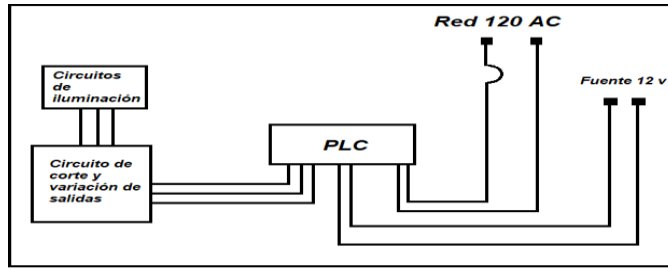 Red 120 AC
Circuitos
de
iluminación
Fuente 12 v
PLC
Circuito de
corte y
variación de
salidas